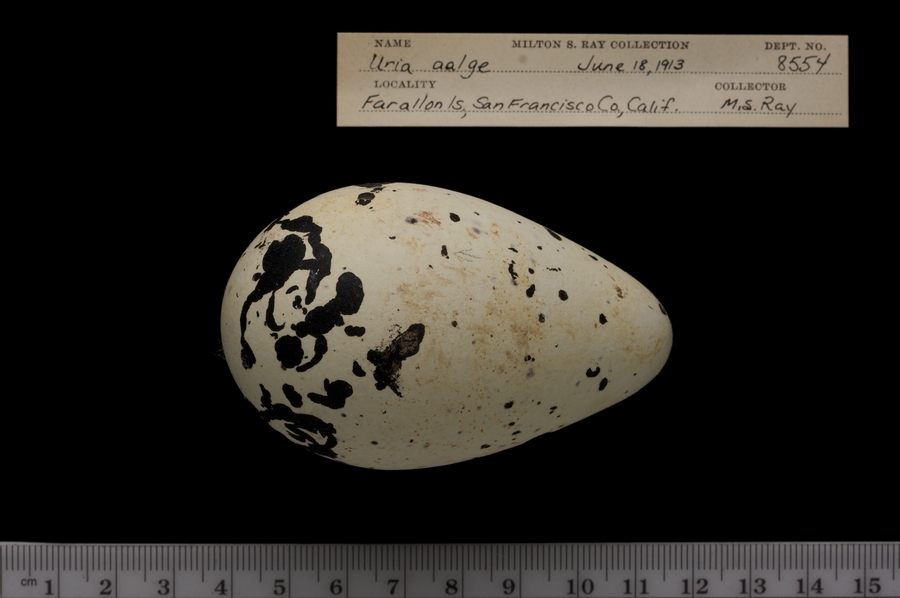 NAME MILTON S. RAY COLLECTION DEPT. NO.
Uria aalge June 18, 1913 8554
LOCALITY COLLECTOR
Farallon Is, San Francisco Co, Calif. M.S. Ray
cm 1 2 3 4 5 6 7 8 9 10 11 12 13 14 15